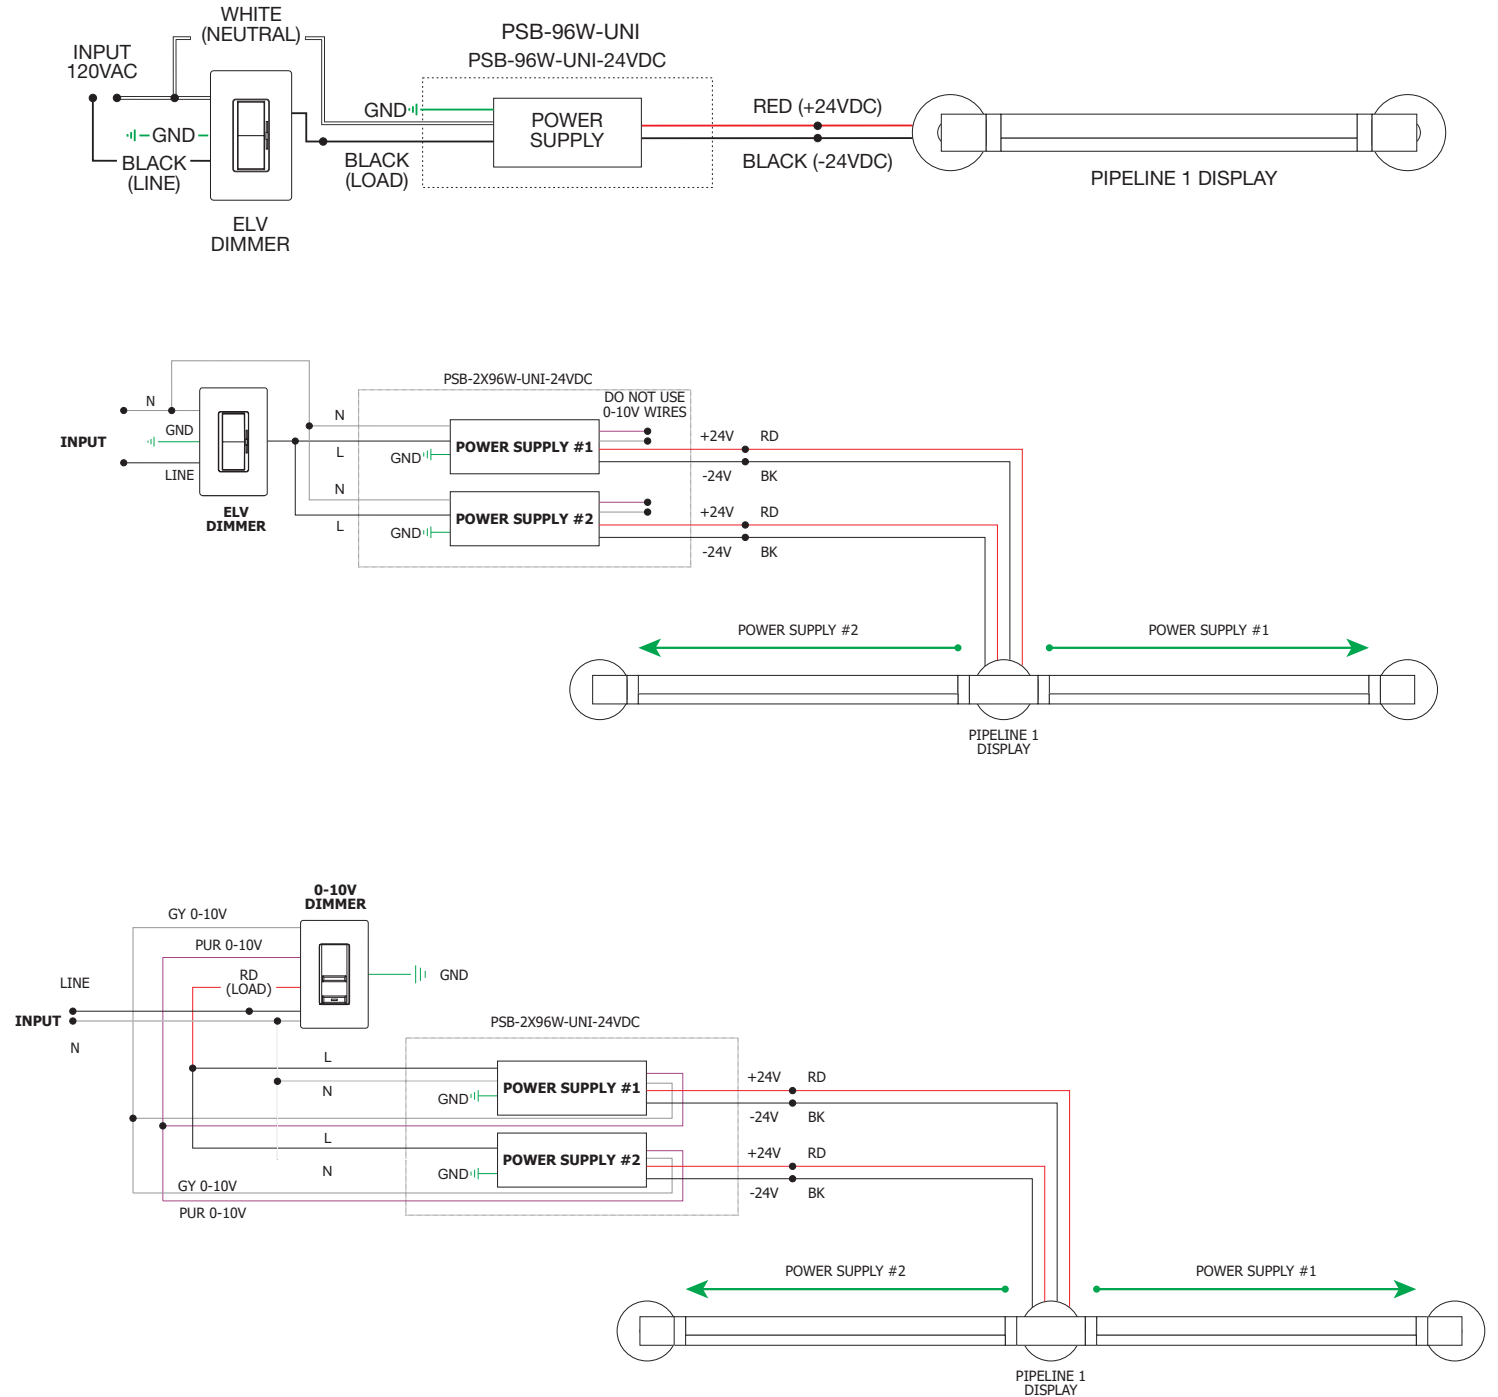 WHITE
(NEUTRAL)
PSB-96W-UNI
PSB-96W-UNI-24VDC
INPUT
120VAC
GND
BLACK
(LINE)
ELV
DIMMER
GND
BLACK
(LOAD)
POWER
SUPPLY
RED (+24VDC)
BLACK (-24VDC)
PIPELINE 1 DISPLAY
PSB-2X96W-UNI-24VDC
DO NOT USE
0-10V WIRES
N
INPUT
GND
LINE
ELV
DIMMER
N
L
GND
POWER SUPPLY #1
+24V RD
-24V BK
N
L
GND
POWER SUPPLY #2
+24V RD
-24V BK
POWER SUPPLY #2
POWER SUPPLY #1
PIPELINE 1
DISPLAY
0-10V
DIMMER
GY 0-10V
PUR 0-10V
RD
(LOAD)
LINE
INPUT
N
GND
PSB-2X96W-UNI-24VDC
L
N
GND
POWER SUPPLY #1
+24V RD
-24V BK
L
N
GND
POWER SUPPLY #2
+24V RD
-24V BK
GY 0-10V
PUR 0-10V
POWER SUPPLY #2
POWER SUPPLY #1
PIPELINE 1
DISPLAY